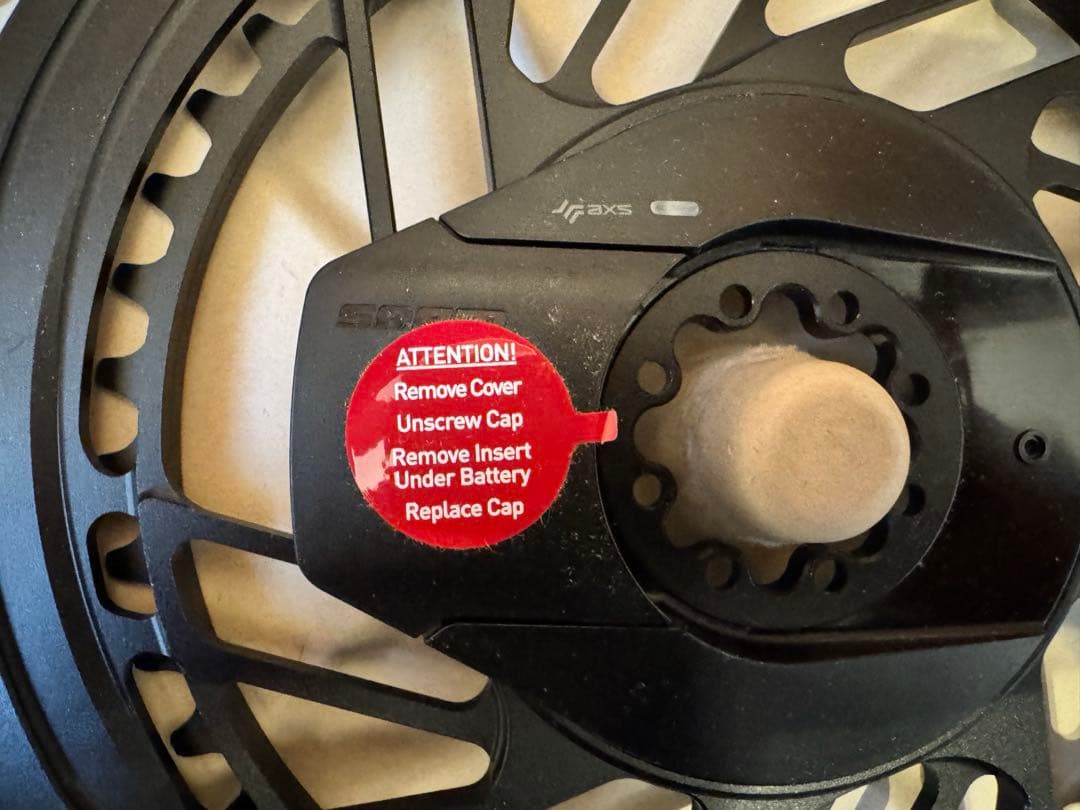 axs
SRAM
ATTENTION!
Remove Cover
Unscrew Cap
Remove Insert
Under Battery
Replace Cap